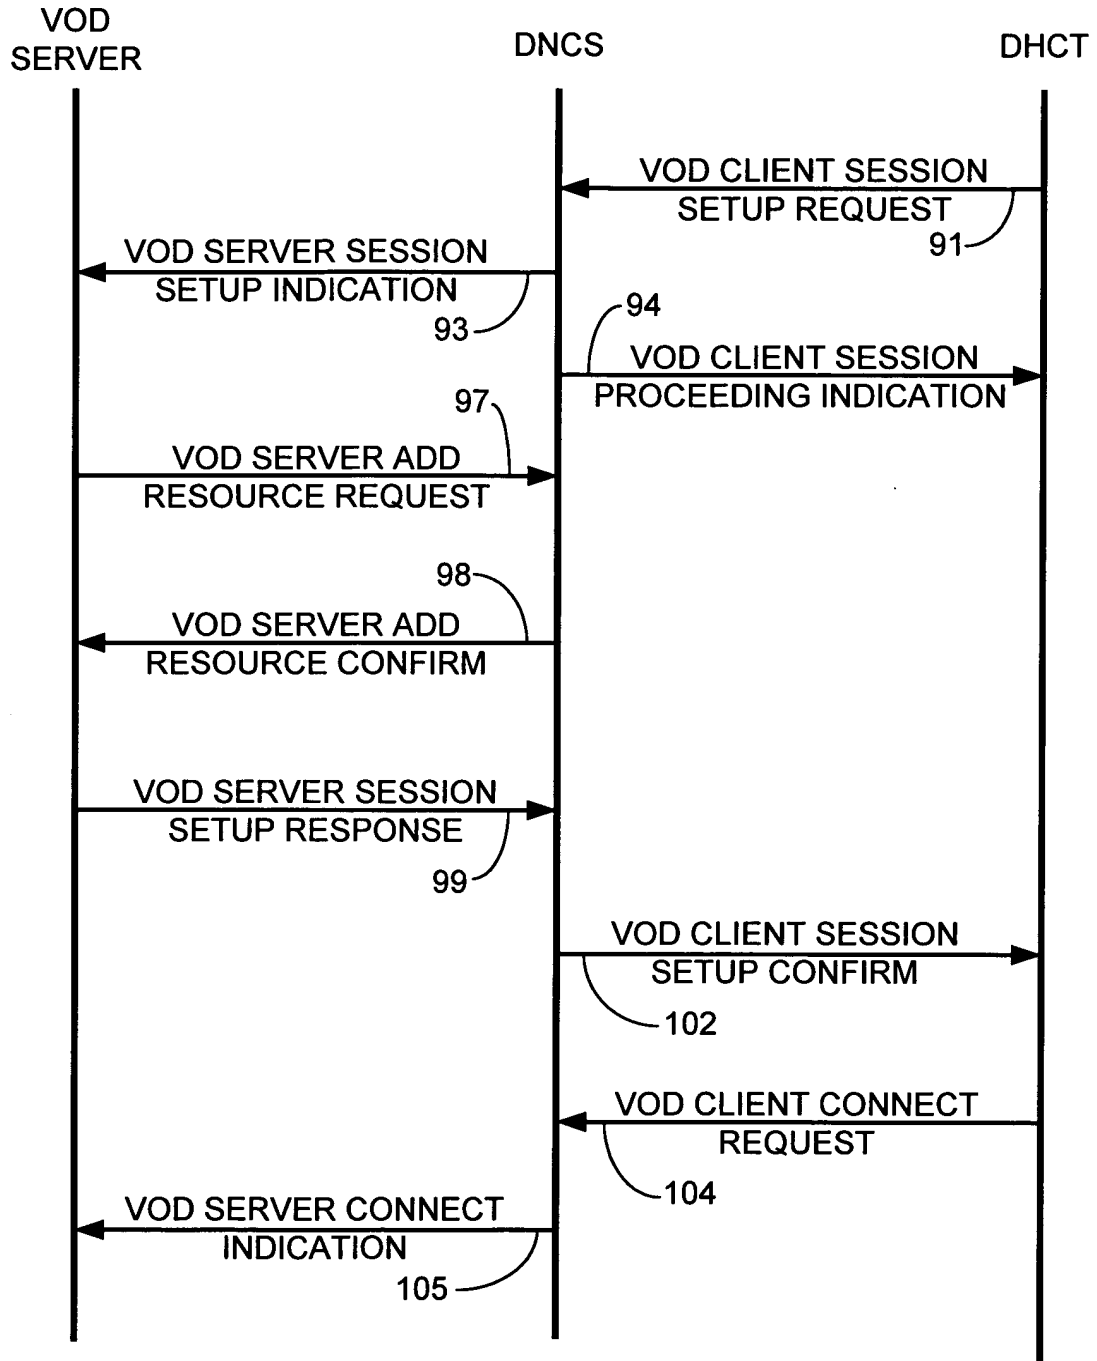 VOD
SERVER
DNCS
DHCT
VOD CLIENT SESSION
SETUP REQUEST
91
VOD SERVER SESSION
SETUP INDICATION
93
94
VOD CLIENT SESSION
PROCEEDING INDICATION
97
VOD SERVER ADD
RESOURCE REQUEST
98
VOD SERVER ADD
RESOURCE CONFIRM
VOD SERVER SESSION
SETUP RESPONSE
99
VOD CLIENT SESSION
SETUP CONFIRM
102
VOD CLIENT CONNECT
REQUEST
104
VOD SERVER CONNECT
INDICATION
105